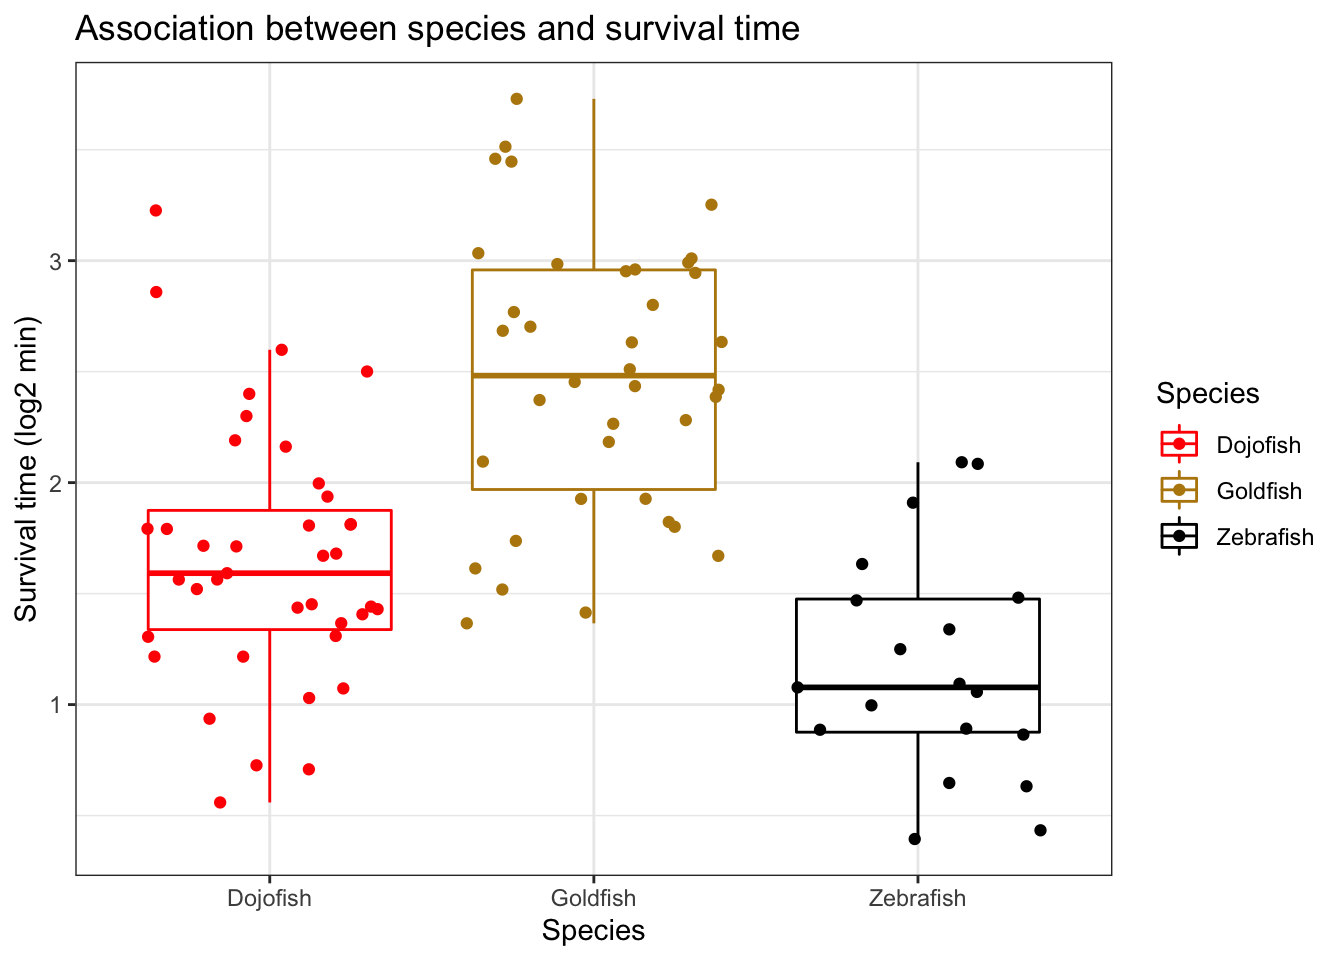 Association between species and survival time
Survival time (log2 min)
3
2
1
Dojofish
Goldfish
Zebrafish
Species
Species
Dojofish
Goldfish
Zebrafish